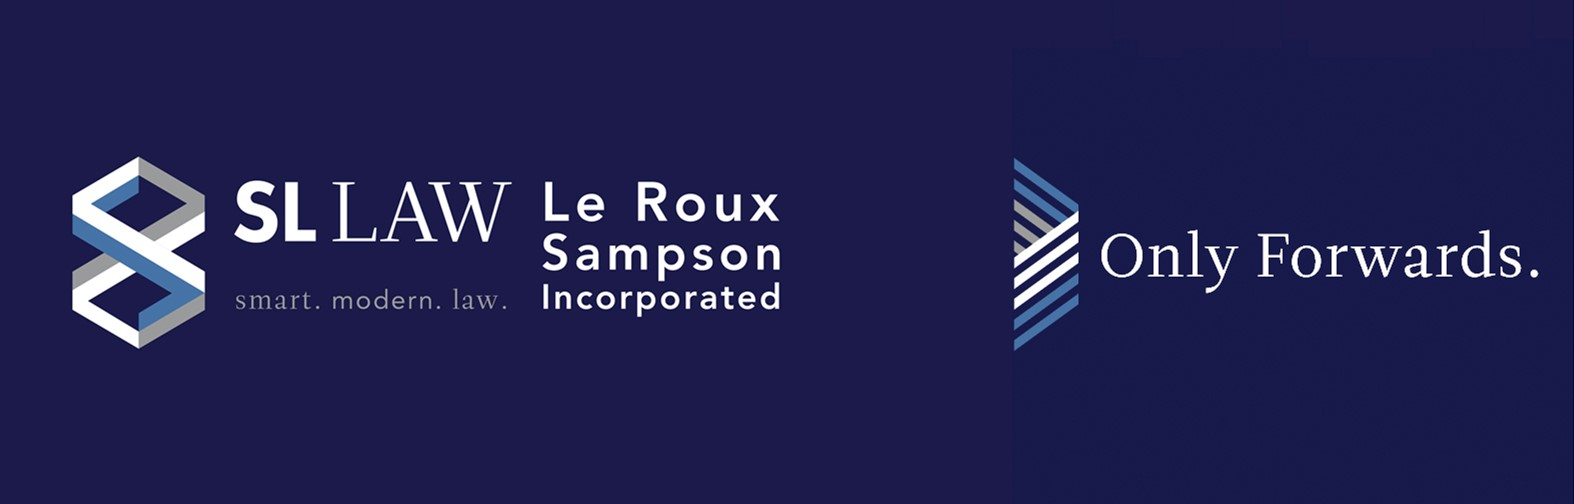 SL LAW
smart. modern. law.
Le Roux
Sampson
Incorporated
Only Forwards.